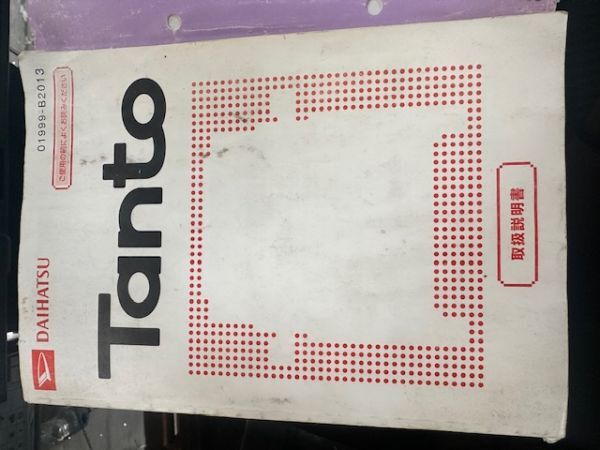 DAIHATSU
01999-B2013
ご使用の前によくお読みください
Tanto
取扱説明書